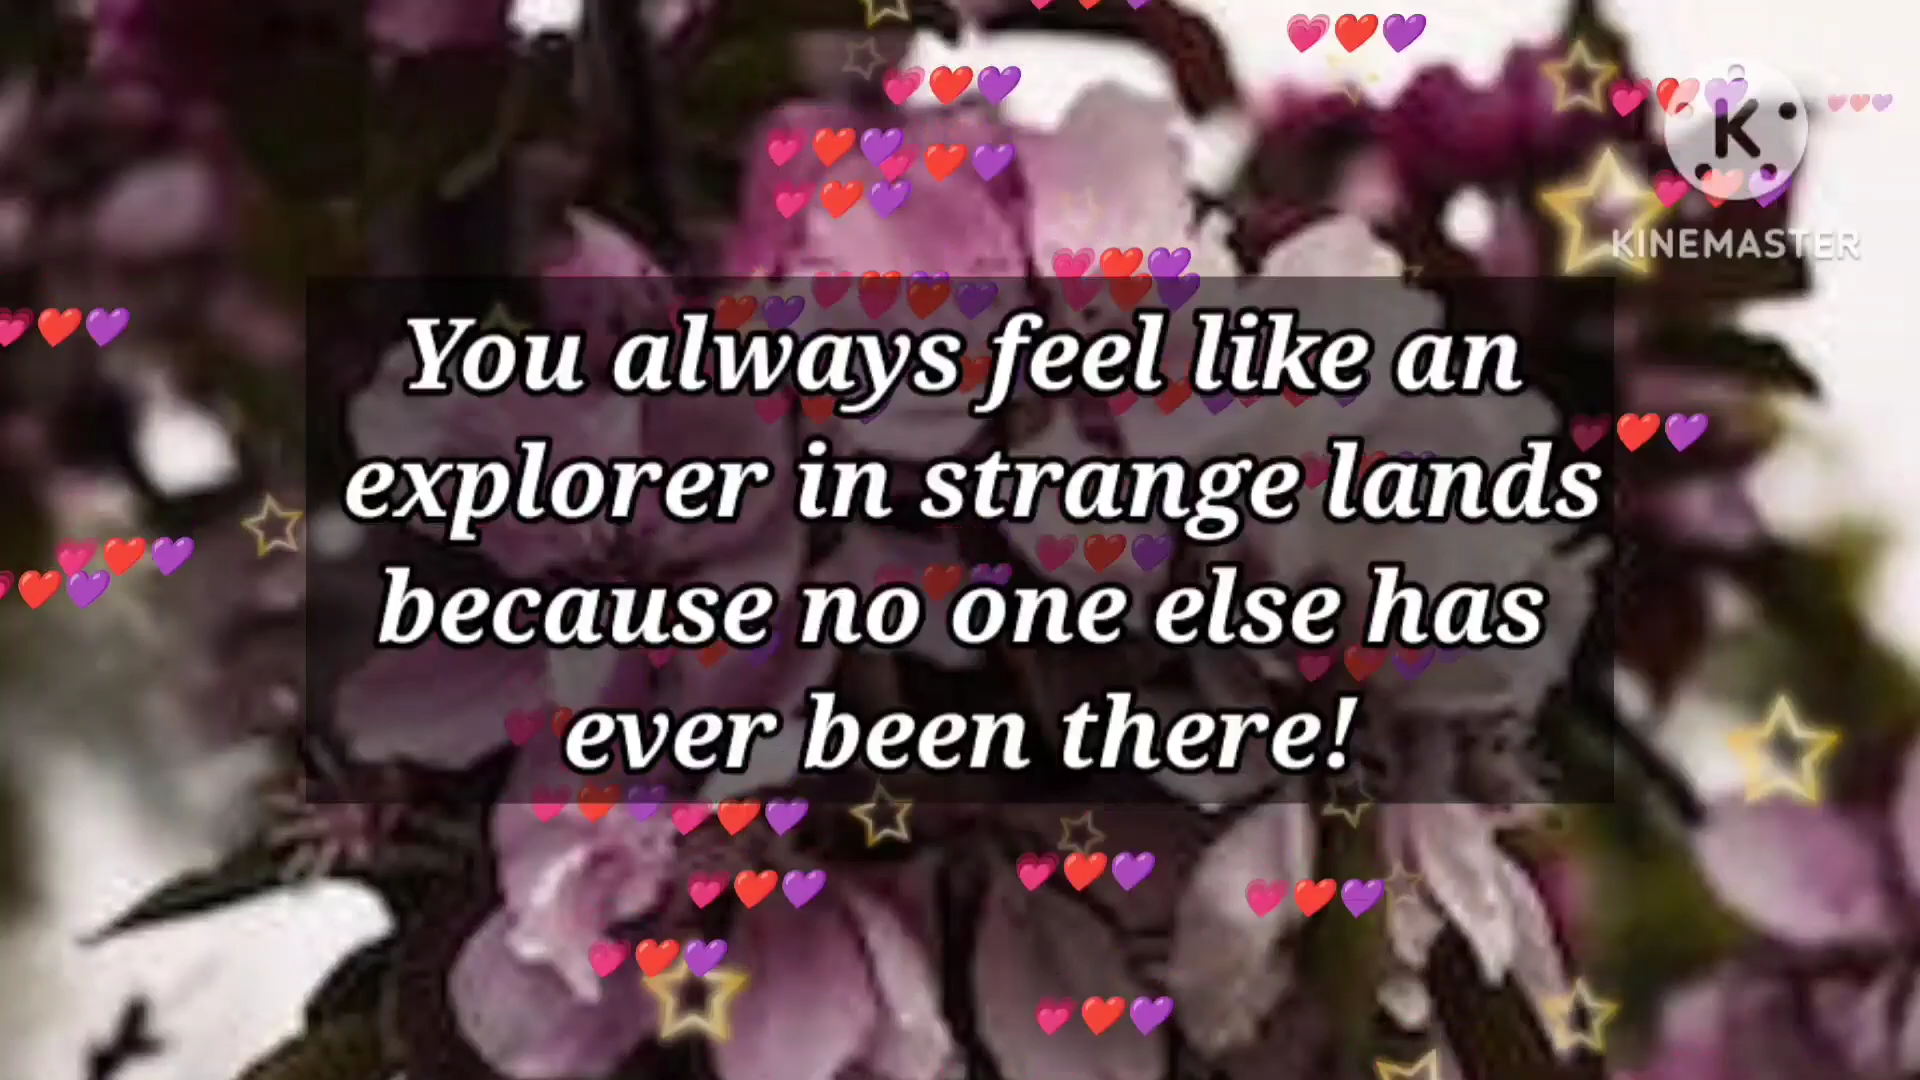 K
KINEMASTER
You always feel like an
explorer in strange lands
because no one else has
ever been there!